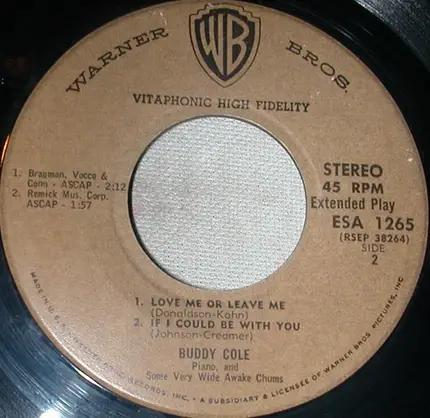 WARNER BROS.
WB
VITAPHONIC HIGH FIDELITY
1. Bregman, Vocco &
Conn - ASCAP - 2:12
2. Remick Mus. Corp.
ASCAP - 1:57
STEREO
45 RPM
Extended Play
ESA 1265
(RSEP 38264)
SIDE
2
1. LOVE ME OR LEAVE ME
(Donaldson-Kahn)
2. IF I COULD BE WITH YOU
(Johnson-Creamer)
BUDDY COLE
Piano, and
Some Very Wide Awake Chums
MADE IN U.S.A. RECORDS, INC. • A SUBSIDIARY & LICENSEE OF WARNER BROS. PICTURES, INC.